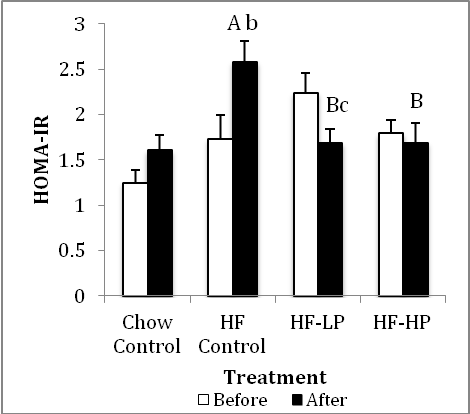 3
A b
2.5
Bc
B
2
HOMA-IR
1.5
1
0.5
0
Chow HF HF-LP HF-HP
Control Control
Treatment
Before After